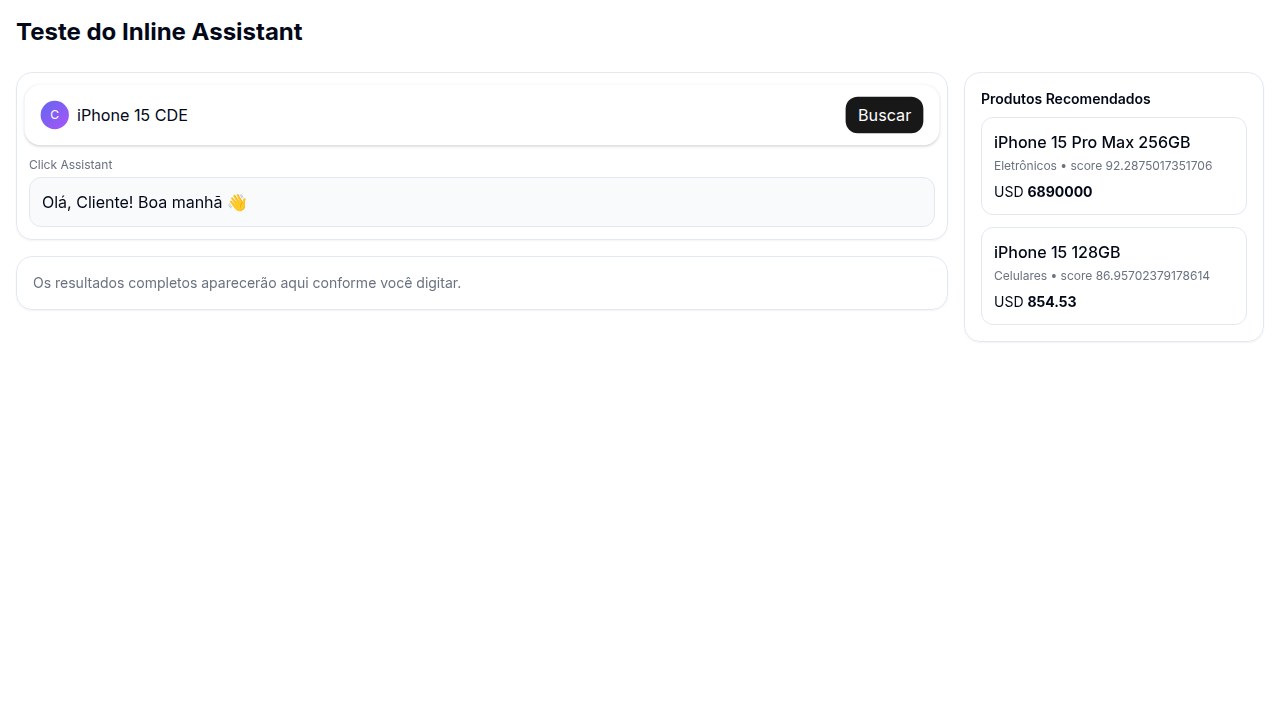 Teste do Inline Assistant
C
iPhone 15 CDE
Buscar
Click Assistant
Olá, Cliente! Boa manhã 👋
Os resultados completos aparecerão aqui conforme você digitar.
Produtos Recomendados
iPhone 15 Pro Max 256GB
Eletrônicos • score 92.2875017351706
USD 6890000
iPhone 15 128GB
Celulares • score 86.95702379178614
USD 854.53